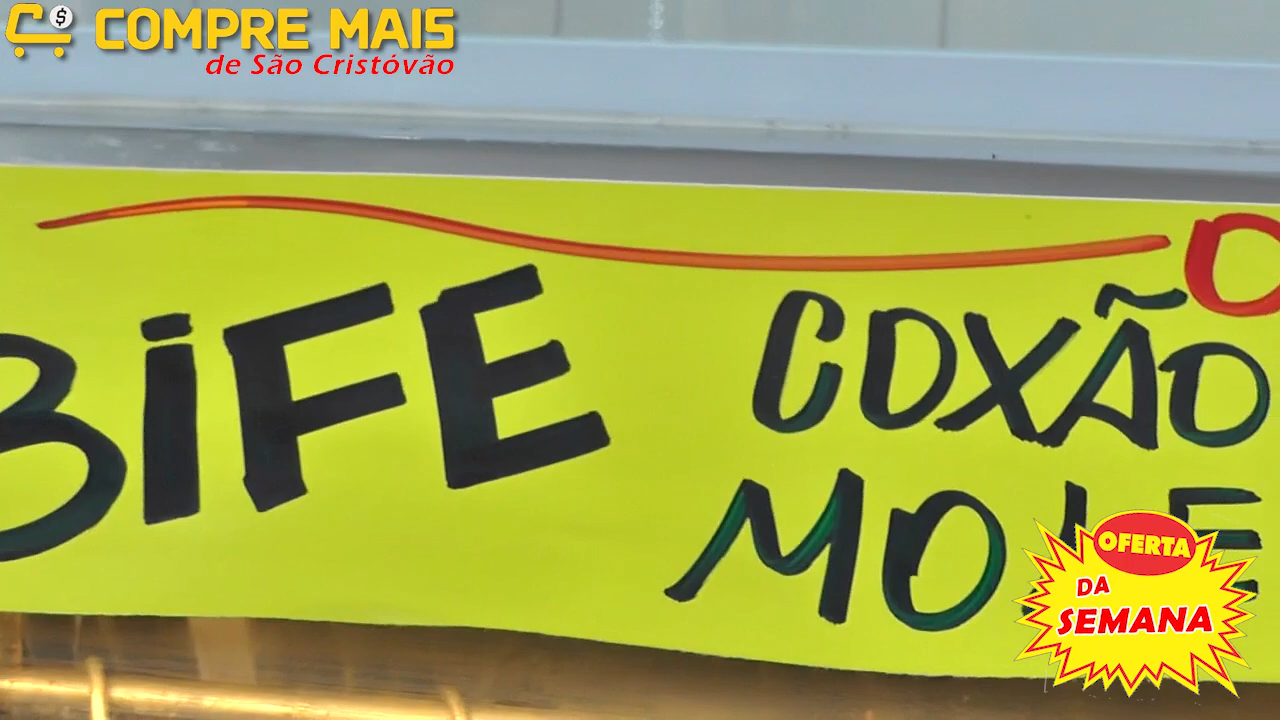 COMPRE MAIS
de São Cristóvão
BIFE
COXÃO
MOLE
OFERTA
DA
SEMANA